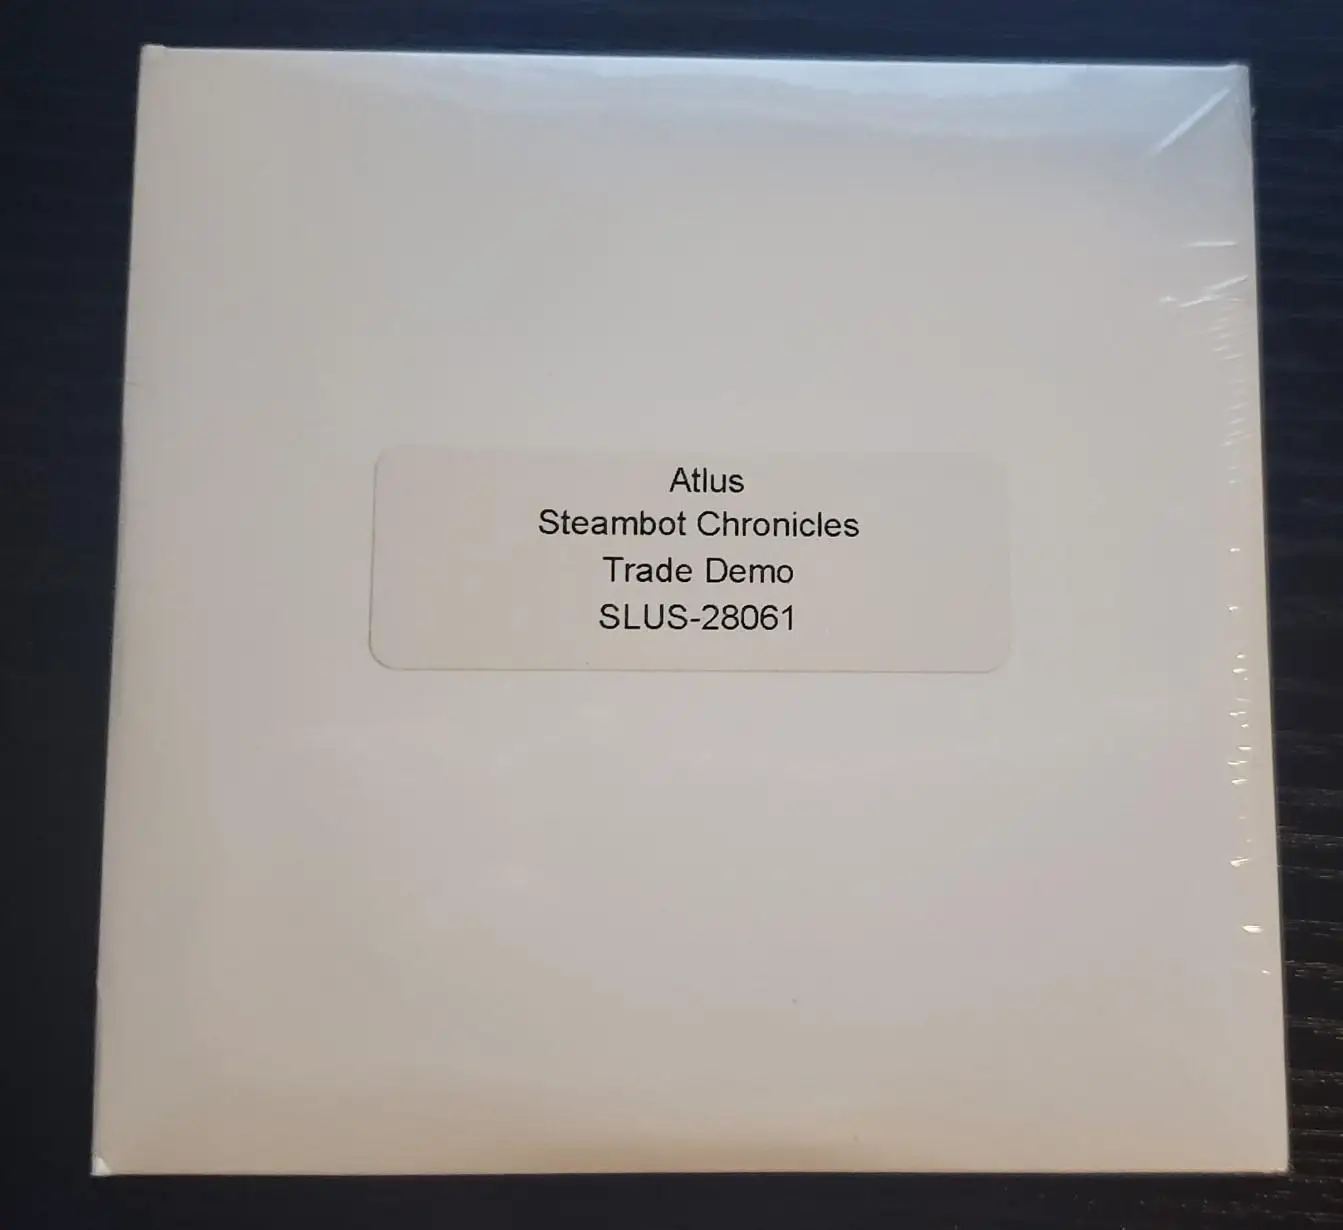 Atlus
Steambot Chronicles
Trade Demo
SLUS-28061